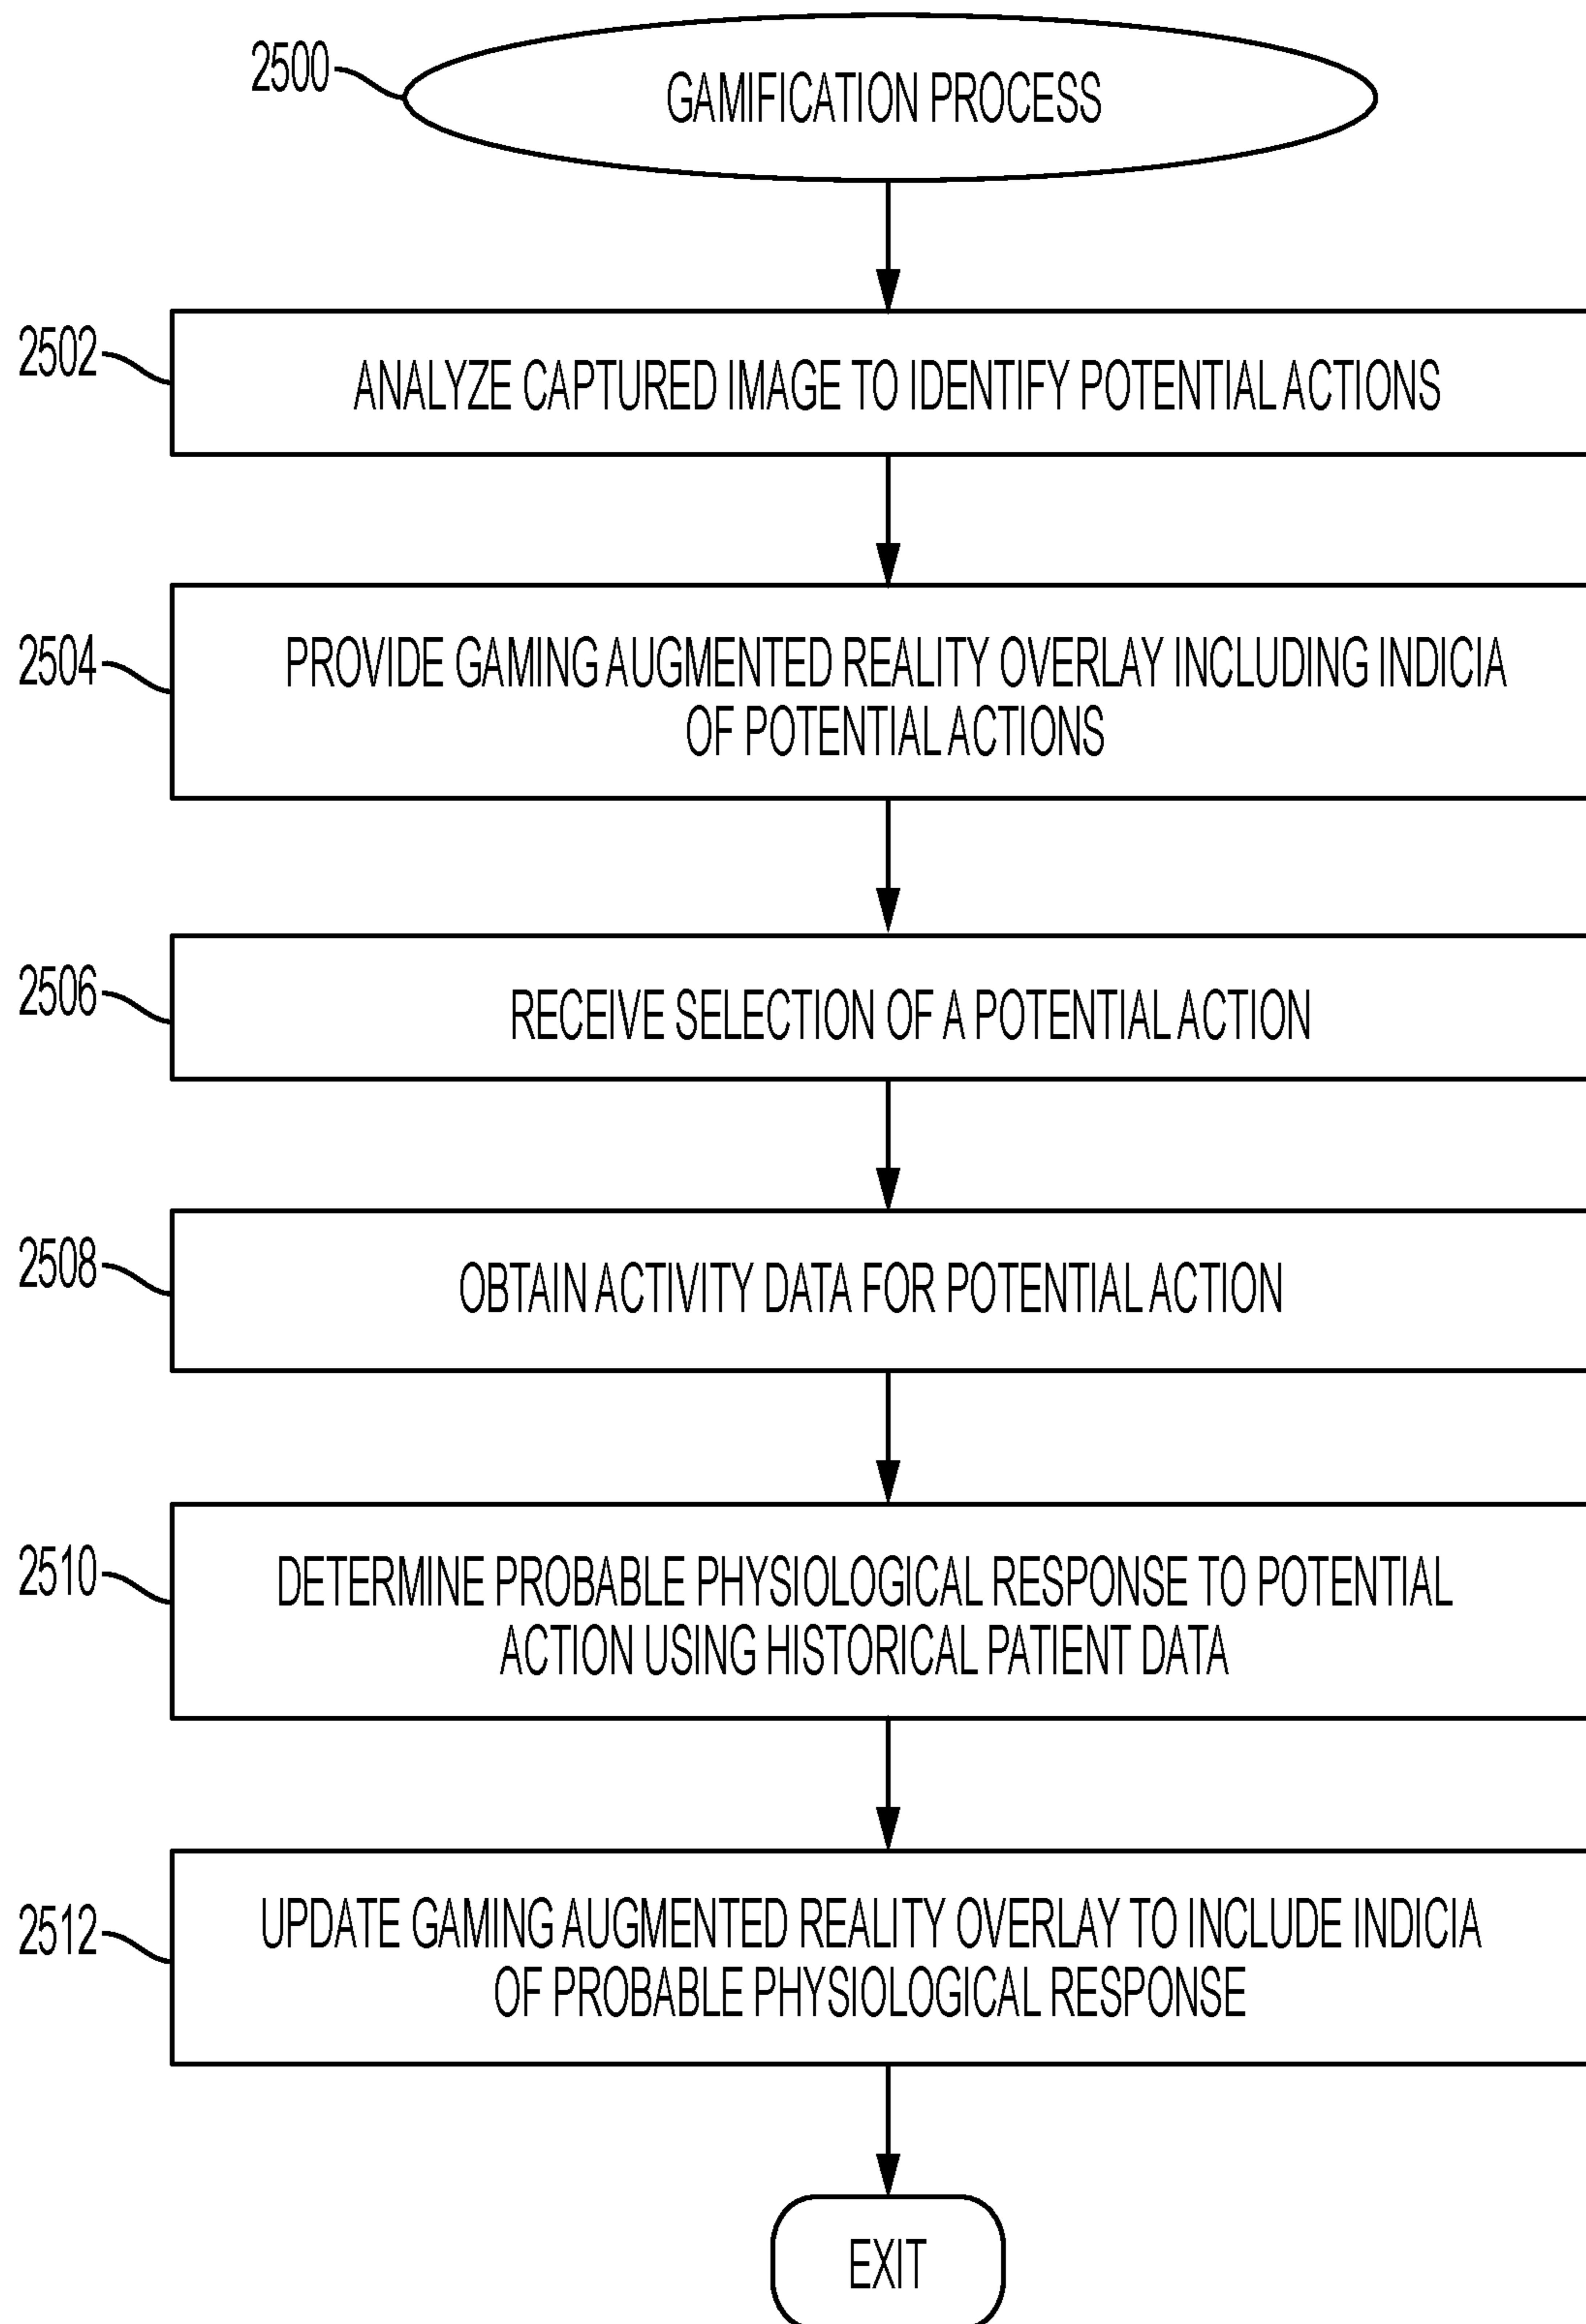 2500
GAMIFICATION PROCESS
2502
ANALYZE CAPTURED IMAGE TO IDENTIFY POTENTIAL ACTIONS
2504
PROVIDE GAMING AUGMENTED REALITY OVERLAY INCLUDING INDICIA
OF POTENTIAL ACTIONS
2506
RECEIVE SELECTION OF A POTENTIAL ACTION
2508
OBTAIN ACTIVITY DATA FOR POTENTIAL ACTION
2510
DETERMINE PROBABLE PHYSIOLOGICAL RESPONSE TO POTENTIAL
ACTION USING HISTORICAL PATIENT DATA
2512
UPDATE GAMING AUGMENTED REALITY OVERLAY TO INCLUDE INDICIA
OF PROBABLE PHYSIOLOGICAL RESPONSE
EXIT